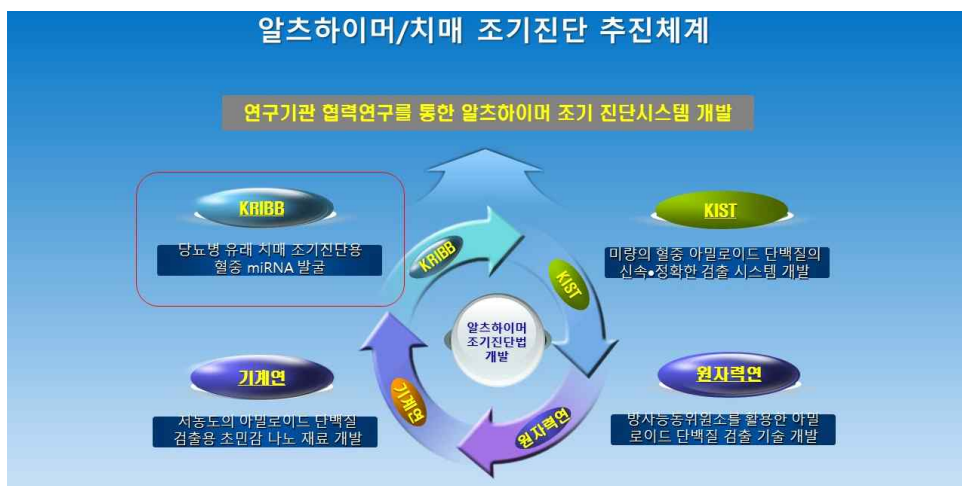 알츠하이머/치매 조기진단 추진체계
연구기관 협력연구를 통한 알츠하이머 조기 진단시스템 개발
KRIBB
당뇨병 유래 치매 조기진단용
혈중 miRNA 발굴
KIST
미량의 혈중 아밀로이드 단백질의
신속•정확한 검출 시스템 개발
KRIBB
KIST
알츠하이머
조기진단법
개발
기계연
원자력연
기계연
저농도의 아밀로이드 단백질
검출용 초민감 나노 재료 개발
원자력연
방사능동위원소를 활용한 아밀
로이드 단백질 검출 기술 개발